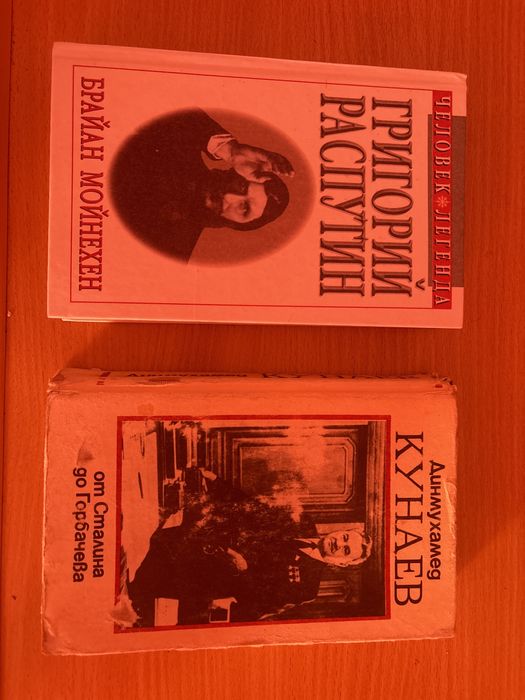 ЧЕЛОВЕК * ЛЕГЕНДА
ГРИГОРИЙ
РАСПУТИН
БРАЙАН МОЙНЕХЕН
Динмухамед
КУНАЕВ
от Сталина
до Горбачева